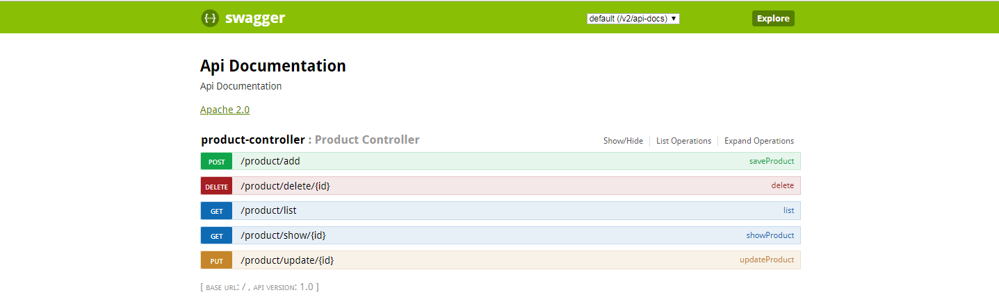 {···} swagger default (/v2/api-docs) ▼ Explore
Api Documentation
Api Documentation
Apache 2.0
product-controller : Product Controller Show/Hide List Operations Expand Operations
POST /product/add saveProduct
DELETE /product/delete/{id} delete
GET /product/list list
GET /product/show/{id} showProduct
PUT /product/update/{id} updateProduct
[ BASE URL: / , API VERSION: 1.0 ]